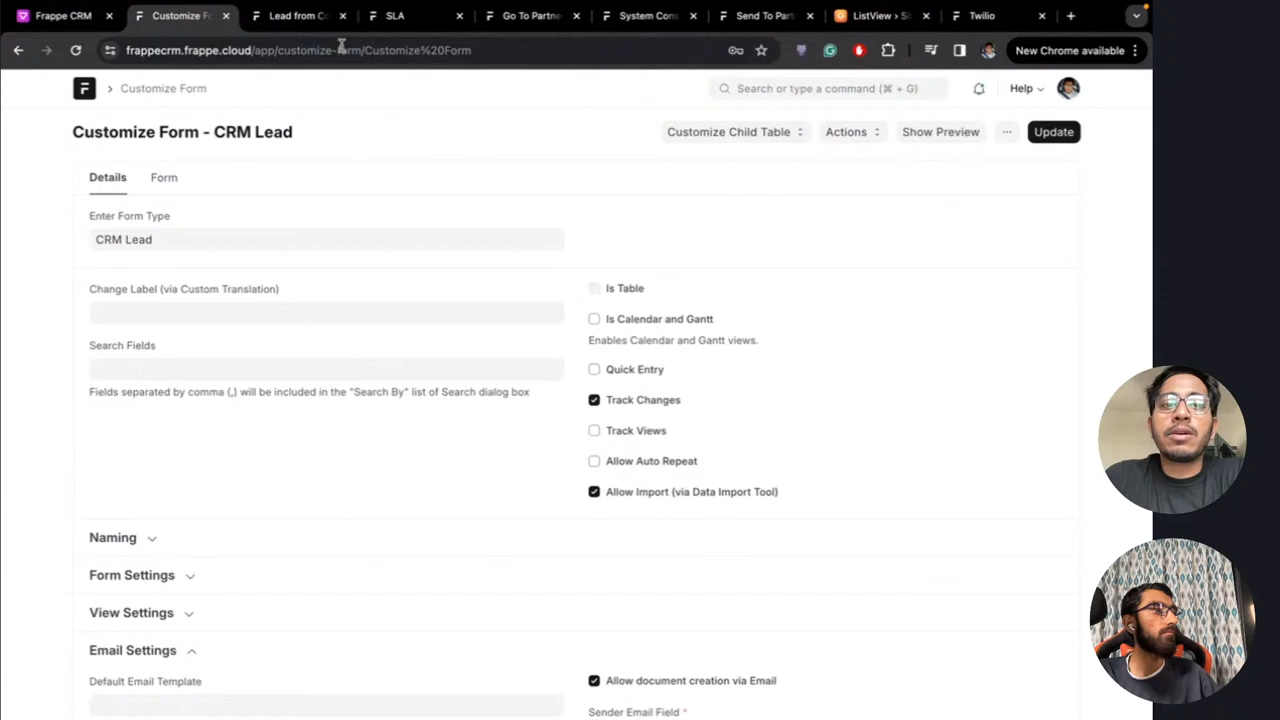 Frappe CRM
Customize Fo
Lead from Co
SLA
Go To Partne
System Cons
Send To Part
ListView > Sl
Twilio
frappecrm.frappe.cloud/app/customize-form/Customize%20Form
New Chrome available
Customize Form
Search or type a command (⌘ + G)
Help
Customize Form - CRM Lead
Customize Child Table
Actions
Show Preview
Update
Details
Form
Enter Form Type
CRM Lead
Change Label (via Custom Translation)
Is Table
Is Calendar and Gantt
Enables Calendar and Gantt views.
Search Fields
Quick Entry
Fields separated by comma (,) will be included in the "Search By" list of Search dialog box
Track Changes
Track Views
Allow Auto Repeat
Allow Import (via Data Import Tool)
Naming
Form Settings
View Settings
Email Settings
Default Email Template
Allow document creation via Email
Sender Email Field *